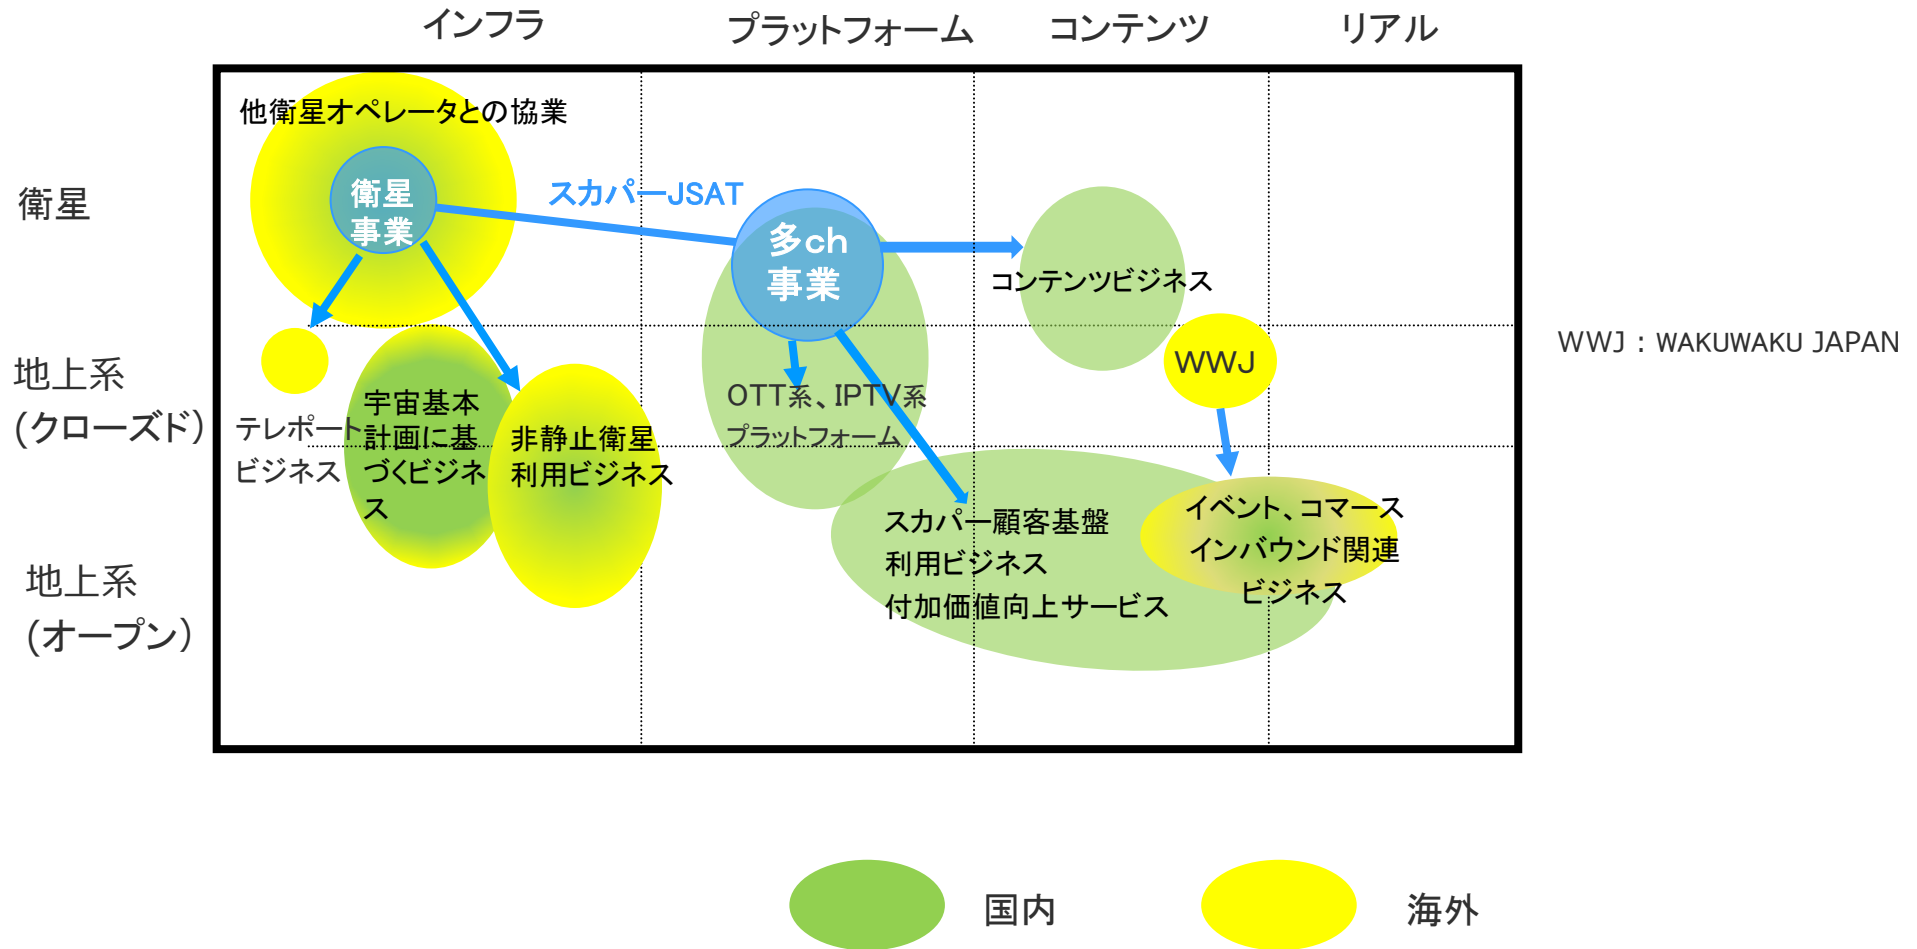 インフラ
プラットフォーム
コンテンツ
リアル
他衛星オペレータとの協業
衛星
衛星
事業
スカパーJSAT
多ch
事業
コンテンツビジネス
地上系
(クローズド)
WWJ
WWJ：WAKUWAKU JAPAN
テレポート
ビジネス
宇宙基本
計画に基
づくビジネ
ス
非静止衛星
利用ビジネス
OTT系、IPTV系
プラットフォーム
地上系
(オープン)
スカパー顧客基盤
利用ビジネス
付加価値向上サービス
イベント、コマース
インバウンド関連
ビジネス
国内
海外